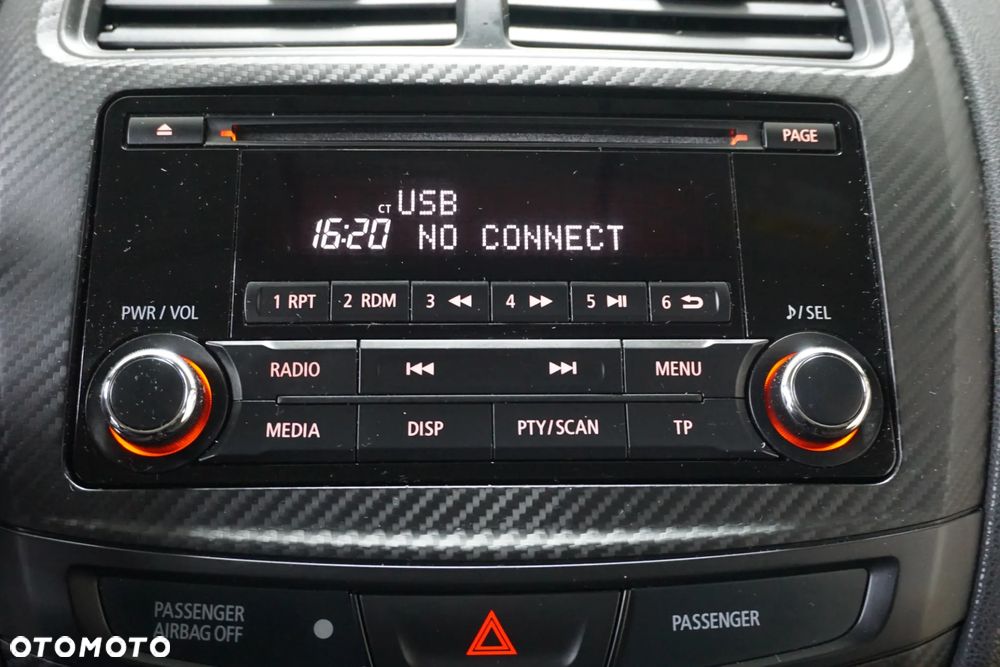 PAGE
CT USB
16:20 NO CONNECT
1 RPT 2 RDM 3 4 5 6
PWR / VOL
/ SEL
RADIO MENU
MEDIA DISP PTY/SCAN TP
PASSENGER
AIRBAG OFF
PASSENGER
OTOMOTO